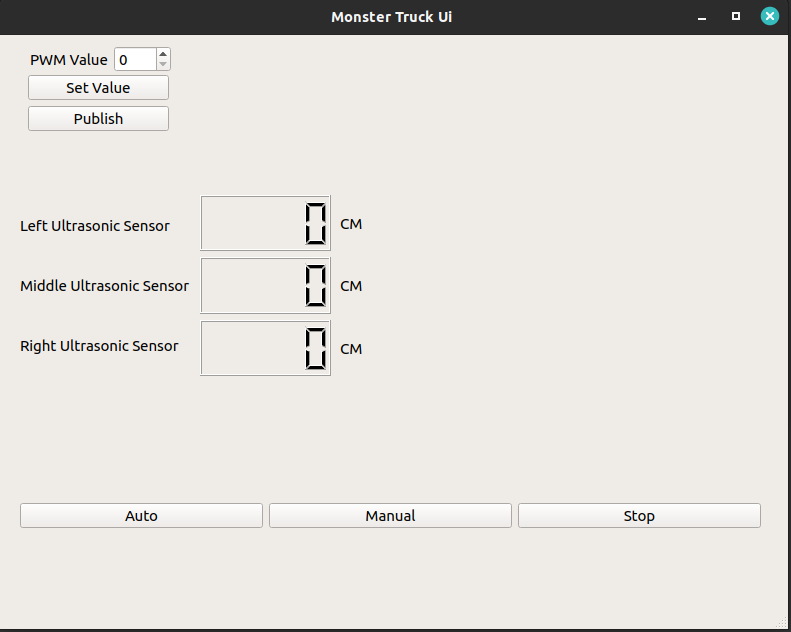 Monster Truck Ui
PWM Value 0
Set Value
Publish
Left Ultrasonic Sensor 0 CM
Middle Ultrasonic Sensor 0 CM
Right Ultrasonic Sensor 0 CM
Auto Manual Stop